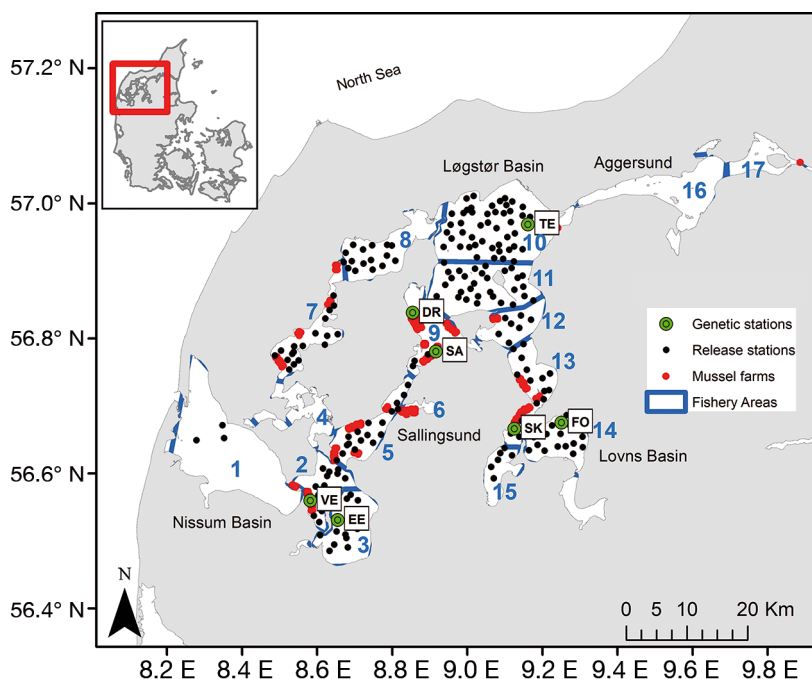 57.2° N
57.0° N
56.8° N
56.6° N
56.4° N
North Sea
Løgstør Basin
Aggersund
17
16
TE
10
8
11
DR
7
12
9
SA
13
6
4
Sallingsund
SK
FO
14
5
Lovns Basin
1
2
15
VE
Nissum Basin
EE
3
Genetic stations
Release stations
Mussel farms
Fishery Areas
N
0 5 10 20 Km
8.2 E 8.4 E 8.6 E 8.8 E 9.0 E 9.2 E 9.4 E 9.6 E 9.8 E